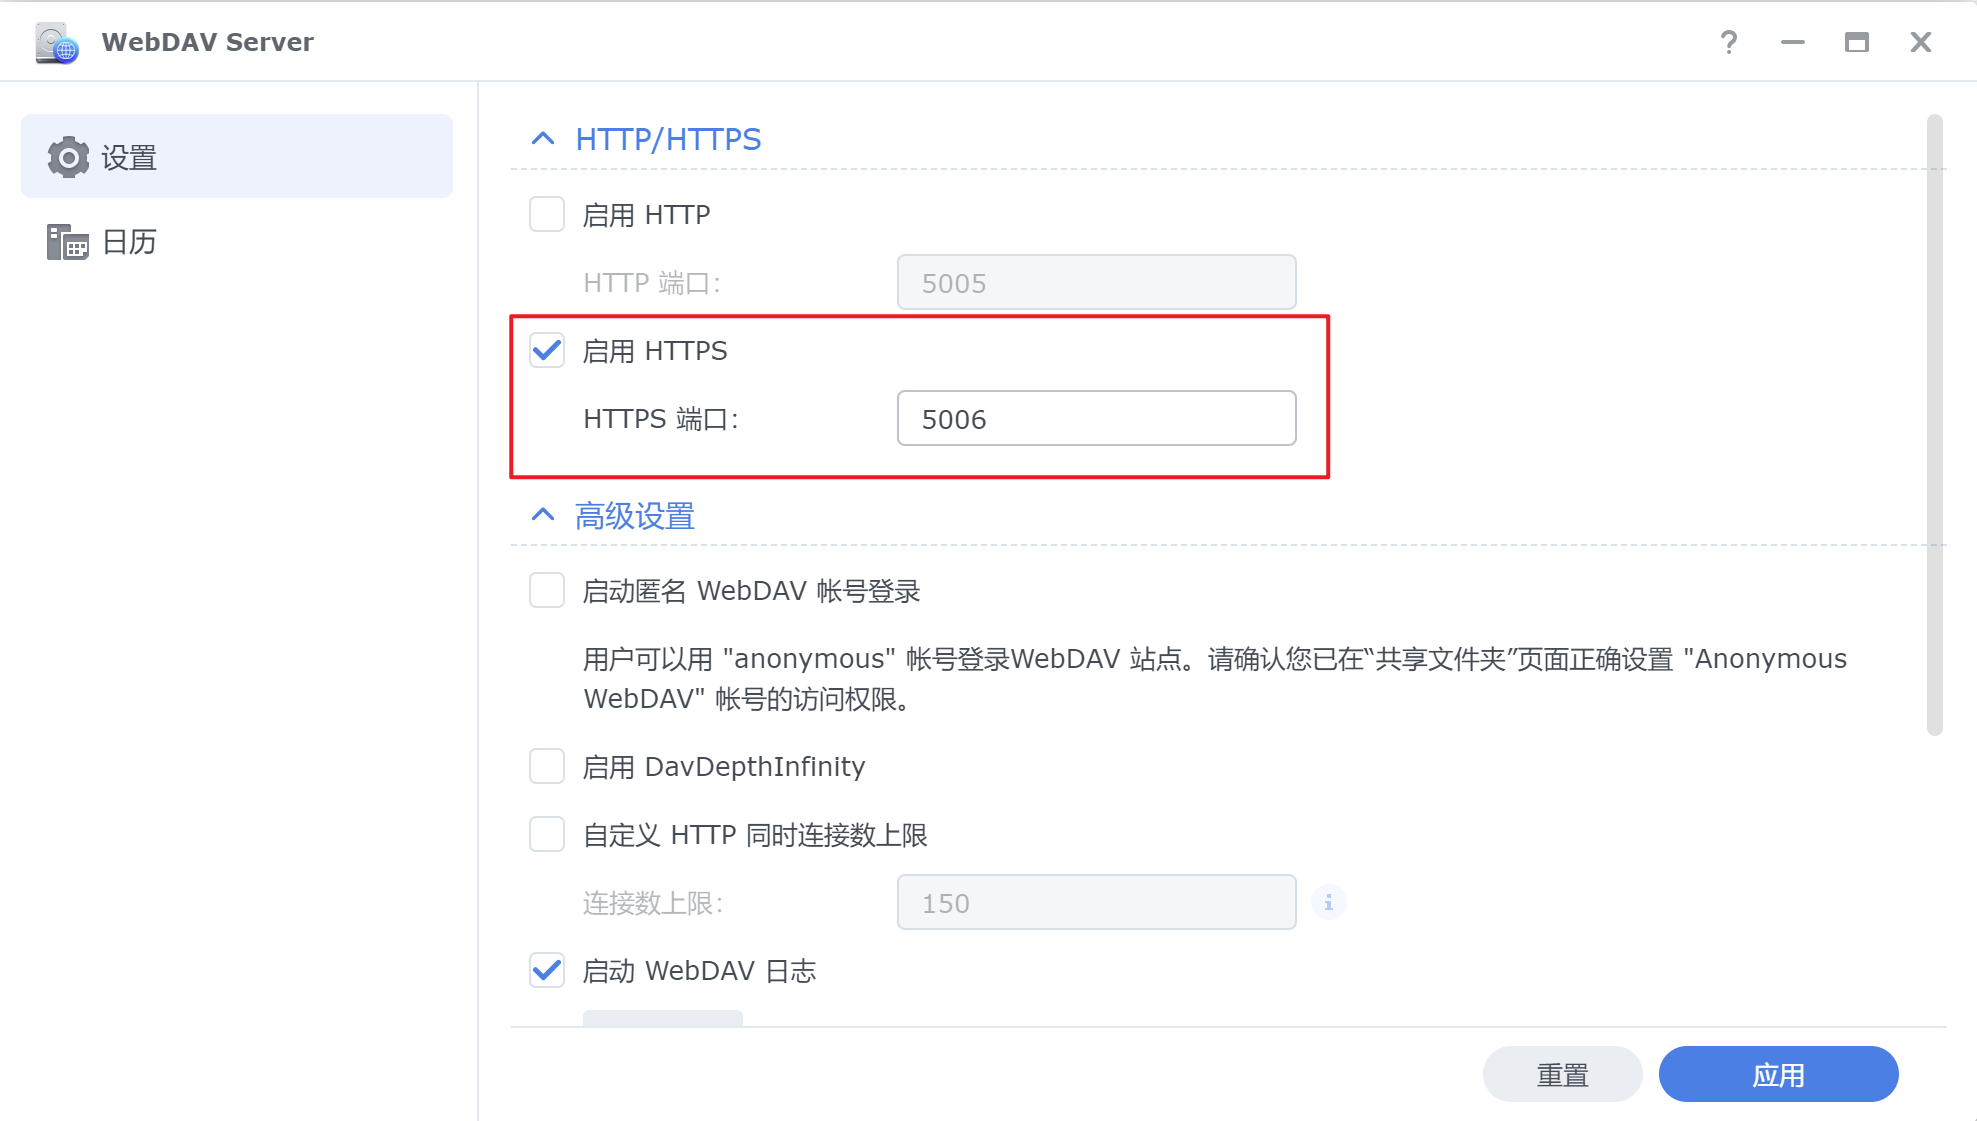 WebDAV Server
设置
日历
HTTP/HTTPS
启用 HTTP
HTTP 端口：
5005
启用 HTTPS
HTTPS 端口：
5006
高级设置
启动匿名 WebDAV 帐号登录
用户可以用 "anonymous" 帐号登录WebDAV 站点。请确认您已在“共享文件夹”页面正确设置 "Anonymous
WebDAV" 帐号的访问权限。
启用 DavDepthInfinity
自定义 HTTP 同时连接数上限
连接数上限：
150
启动 WebDAV 日志
重置
应用